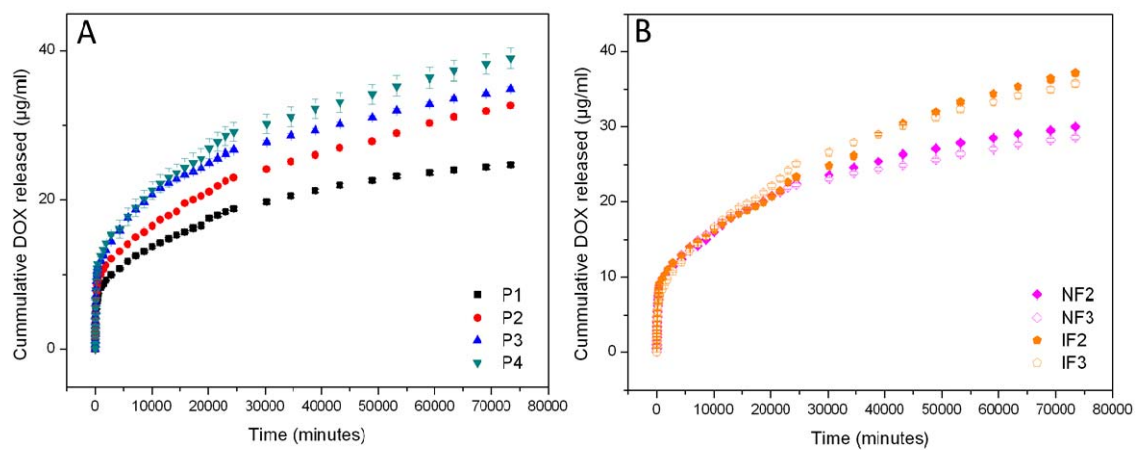 A
Cummulative DOX released (µg/ml)
40
20
0
P1
P2
P3
P4
0 10000 20000 30000 40000 50000 60000 70000 80000
Time (minutes)
B
Cummulative DOX released (µg/ml)
40
30
20
10
0
NF2
NF3
IF2
IF3
0 10000 20000 30000 40000 50000 60000 70000 80000
Time (minutes)